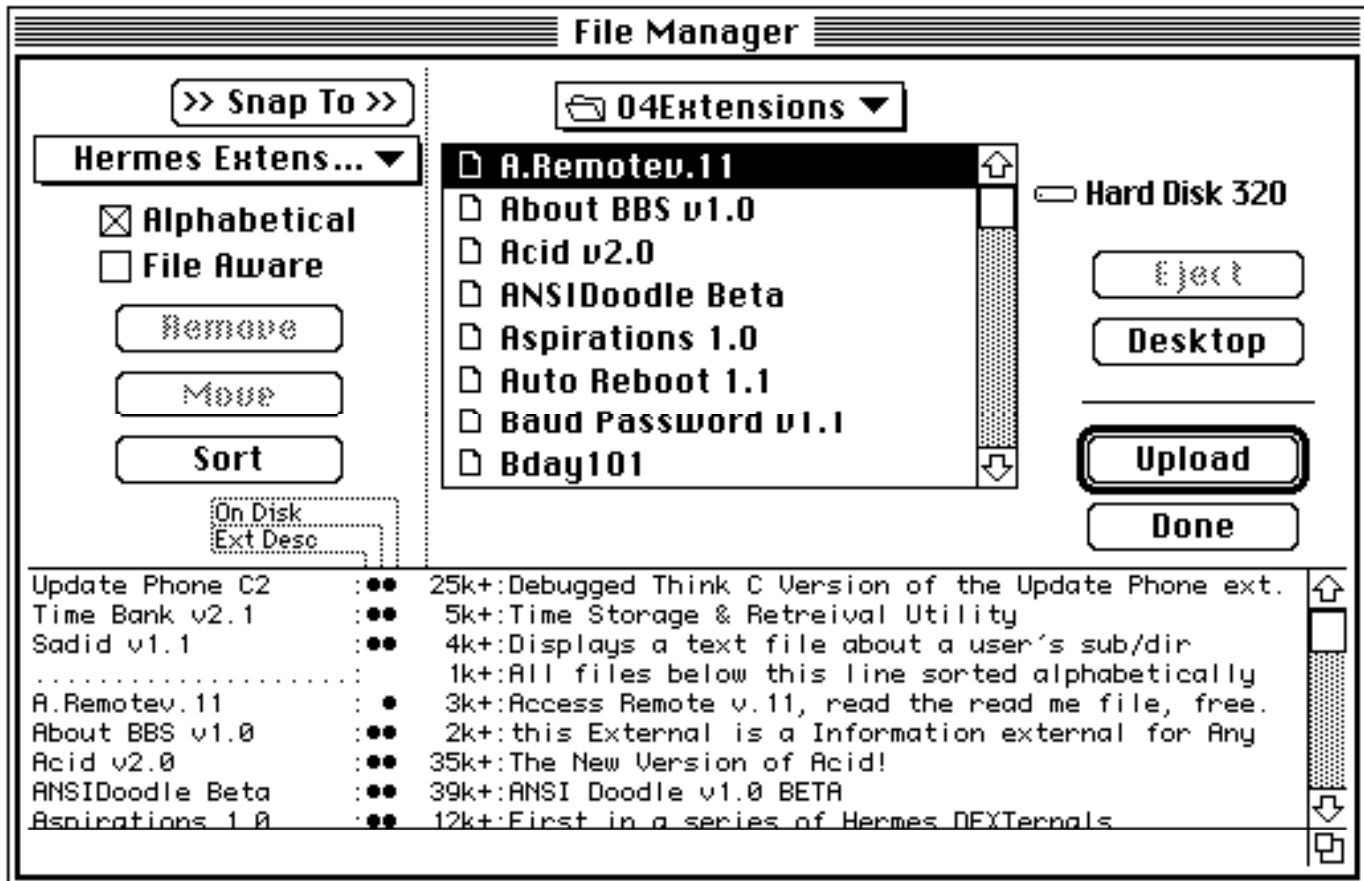 File Manager
>> Snap To >>
Hermes Extens...
Alphabetical
File Aware
Remove
Move
Sort
On Disk
Ext Desc
04Extensions
A.Remotev.11
About BBS v1.0
Acid v2.0
ANSIDoodle Beta
Aspirations 1.0
Auto Reboot 1.1
Baud Password v1.1
Bday101
Hard Disk 320
Eject
Desktop
Upload
Done
Update Phone C2 :●● 25k+:Debugged Think C Version of the Update Phone ext.
Time Bank v2.1 :●● 5k+:Time Storage & Retreival Utility
Sadid v1.1 :●● 4k+:Displays a text file about a user's sub/dir
.....................: 1k+:All files below this line sorted alphabetically
A.Remotev.11 : ● 3k+:Access Remote v.11, read the read me file, free.
About BBS v1.0 :●● 2k+:this External is a Information external for Any
Acid v2.0 :●● 35k+:The New Version of Acid!
ANSIDoodle Beta :●● 39k+:ANSI Doodle v1.0 BETA
Aspirations 1.0 :●● 12k+:First in a series of Hermes DEXTernals